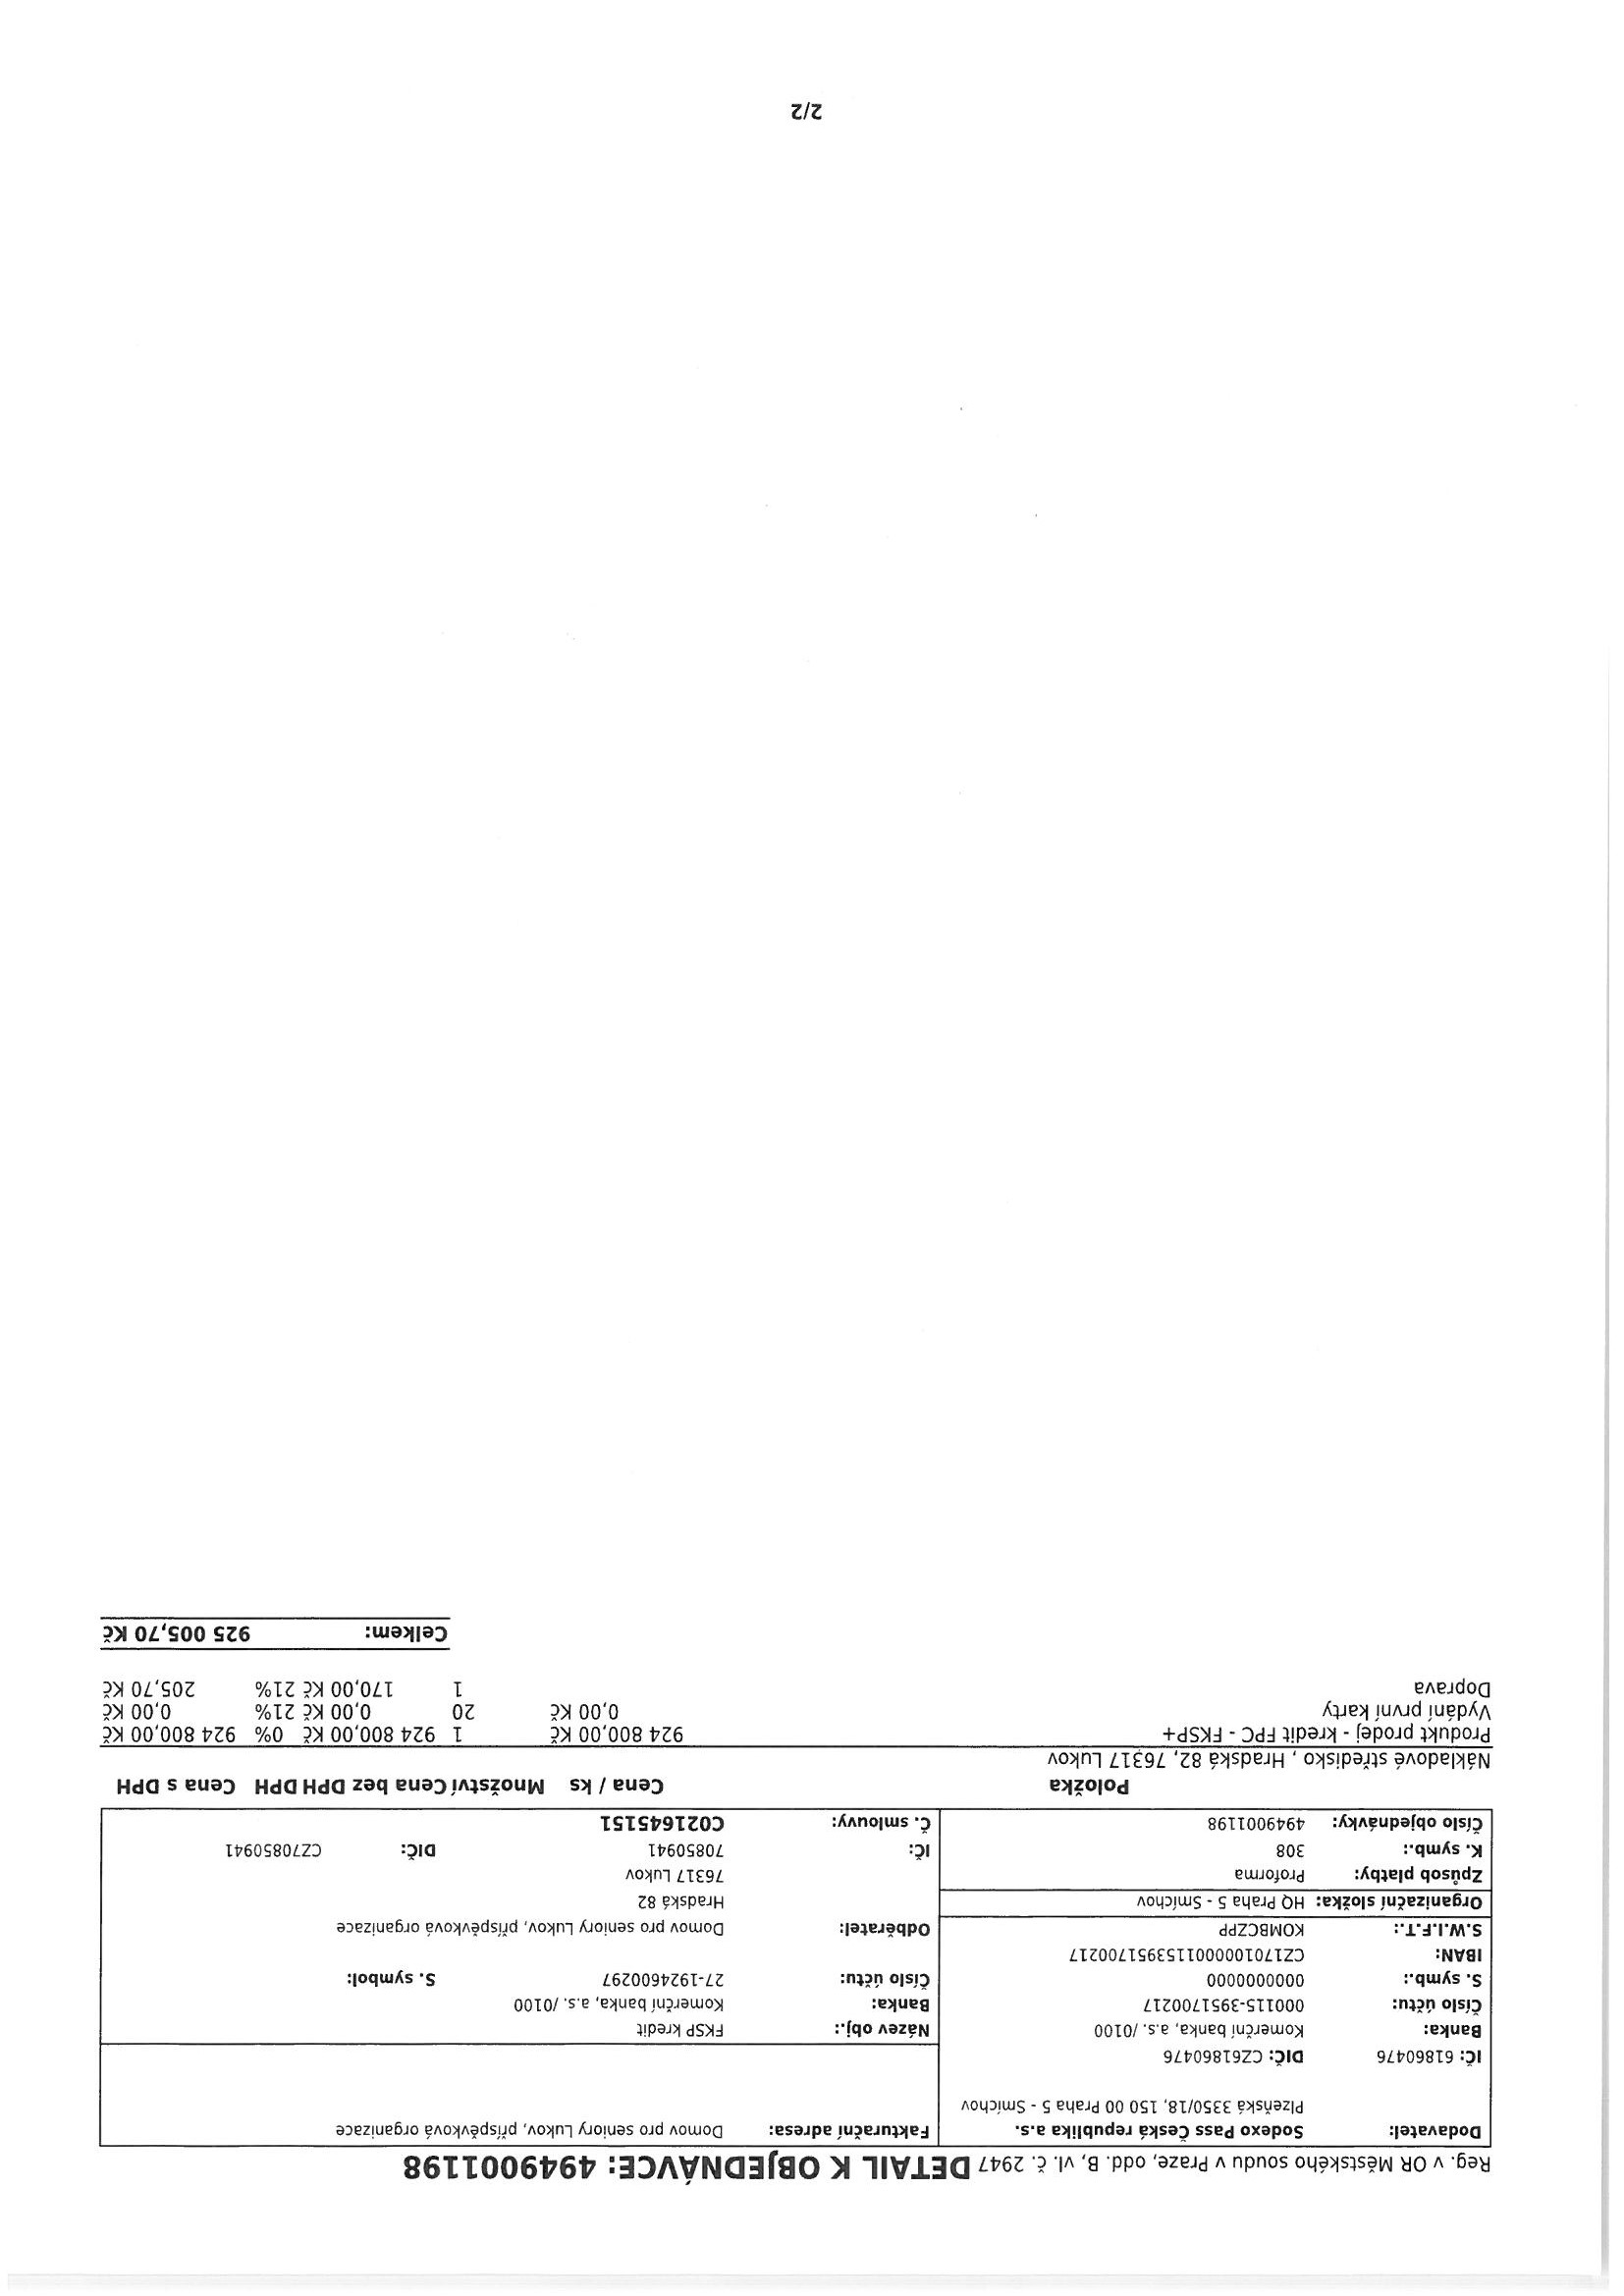 Reg. v OR Městského soudu v Praze, odd. B, vl. č. 2947 DETAIL K OBJEDNÁVCE: 4949001198
Dodavatel: Sodexo Pass Česká republika a.s.
Plzeňská 3350/18, 150 00 Praha 5 - Smíchov
IČ: 61860476 DIČ: CZ61860476
Banka: Komerční banka, a.s. /0100
Číslo účtu: 000115-3951700217
S. symb.: 0000000000
IBAN: CZ1701000001153951700217
S.W.I.F.T.: KOMBCZPP
Organizační složka: HQ Praha 5 - Smíchov
Způsob platby: Proforma
K. symb.: 308
Číslo objednávky: 4949001198
Fakturační adresa: Domov pro seniory Lukov, příspěvková organizace
Název obj.: FKSP kredit
Banka: Komerční banka, a.s. /0100
Číslo účtu: 27-1924600297 S. symbol:
Odběratel: Domov pro seniory Lukov, příspěvková organizace
Hradská 82
76317 Lukov
IČ: 70850941 DIČ: CZ70850941
Č. smlouvy: C021645151
Položka Cena / ks Množství Cena bez DPH DPH Cena s DPH
Nákladové středisko , Hradská 82, 76317 Lukov
Produkt prodej - kredit FPC - FKSP+ 924 800,00 Kč 1 924 800,00 Kč 0% 924 800,00 Kč
Vydání první karty 0,00 Kč 20 0,00 Kč 21% 0,00 Kč
Doprava 1 170,00 Kč 21% 205,70 Kč
Celkem: 925 005,70 Kč
2/2